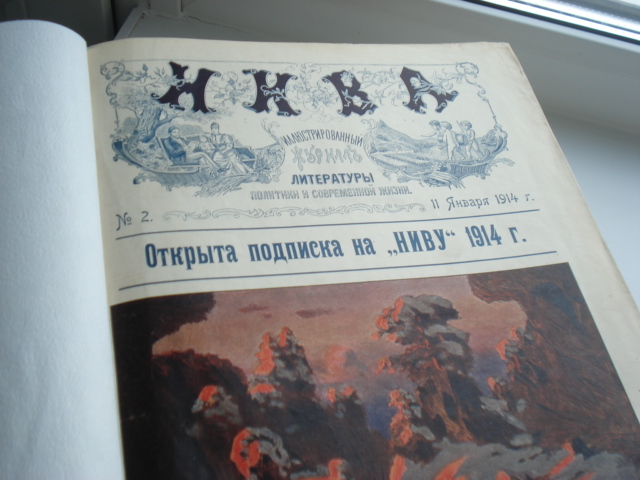 НИВА
ИЛЛЮСТРИРОВАННЫЙ
ЖУРНАЛЪ
ЛИТЕРАТУРЫ
ПОЛИТИКИ И СОВРЕМЕННОЙ ЖИЗНИ.
№ 2.
11 Января 1914 г.
Открыта подписка на „НИВУ“ 1914 г.